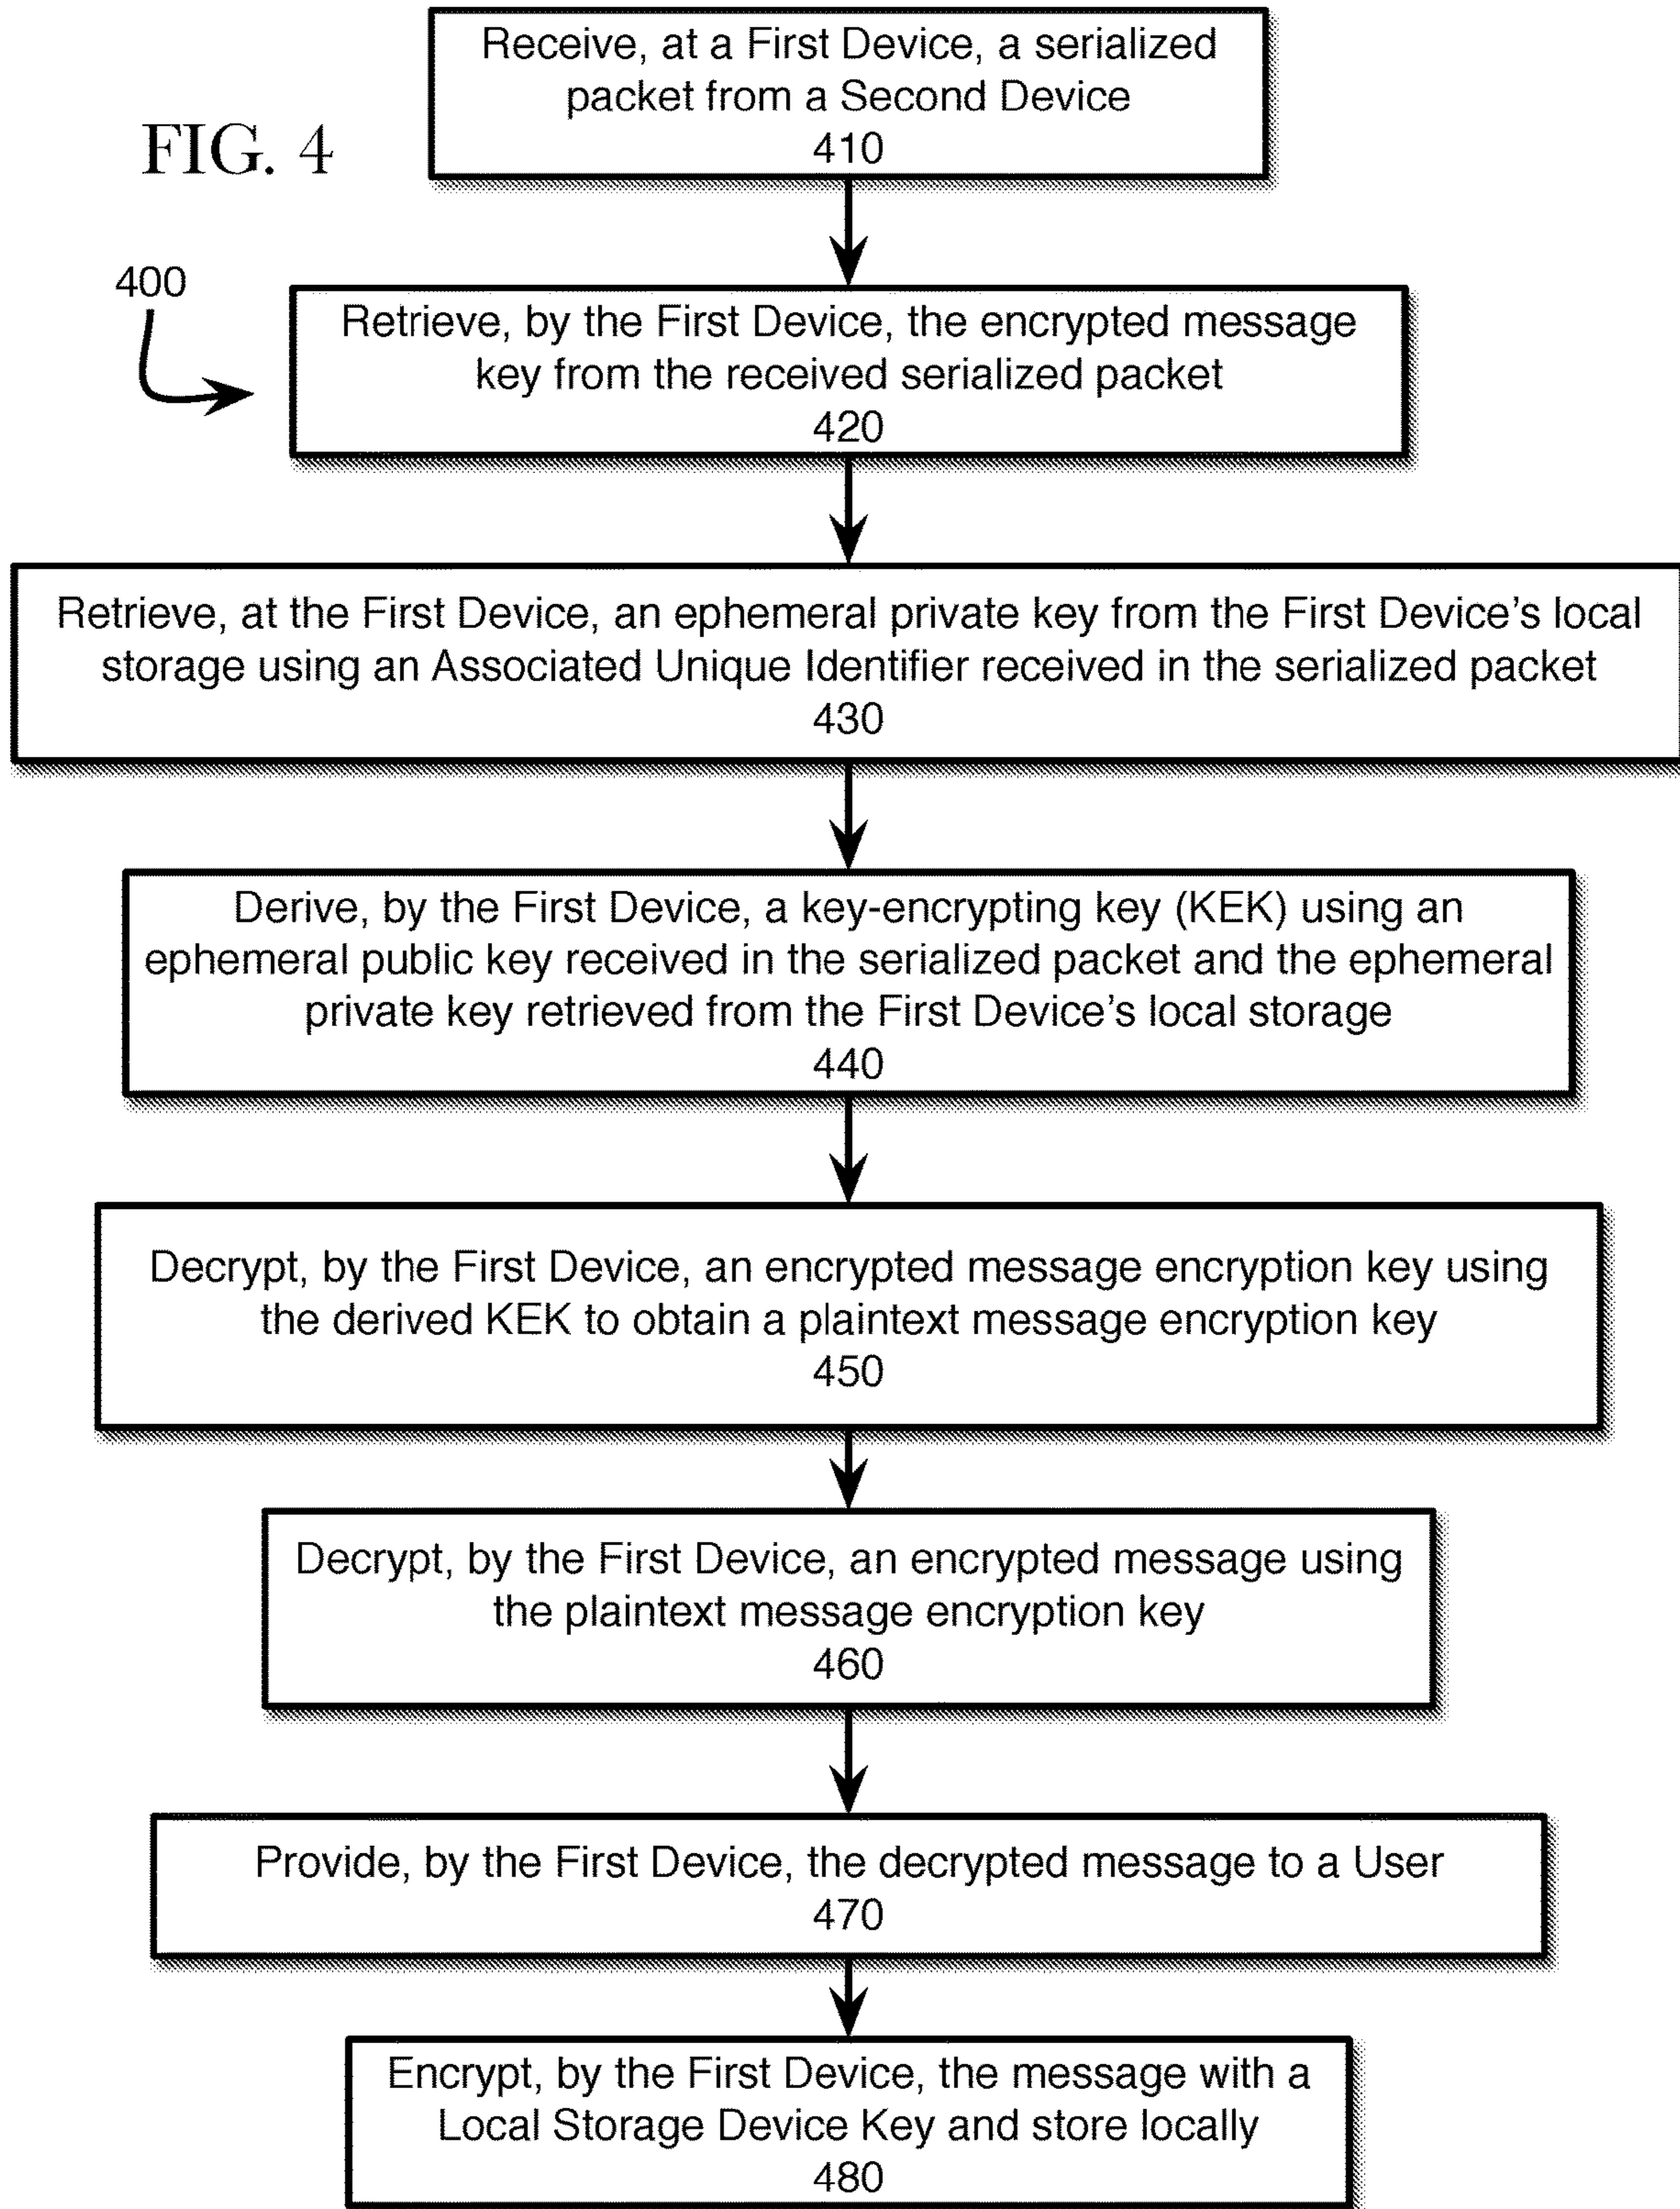 Receive, at a First Device, a serialized
packet from a Second Device
410
FIG. 4
400
Retrieve, by the First Device, the encrypted message
key from the received serialized packet
420
Retrieve, at the First Device, an ephemeral private key from the First Device’s local
storage using an Associated Unique Identifier received in the serialized packet
430
Derive, by the First Device, a key-encrypting key (KEK) using an
ephemeral public key received in the serialized packet and the ephemeral
private key retrieved from the First Device’s local storage
440
Decrypt, by the First Device, an encrypted message encryption key using
the derived KEK to obtain a plaintext message encryption key
450
Decrypt, by the First Device, an encrypted message using
the plaintext message encryption key
460
Provide, by the First Device, the decrypted message to a User
470
Encrypt, by the First Device, the message with a
Local Storage Device Key and store locally
480